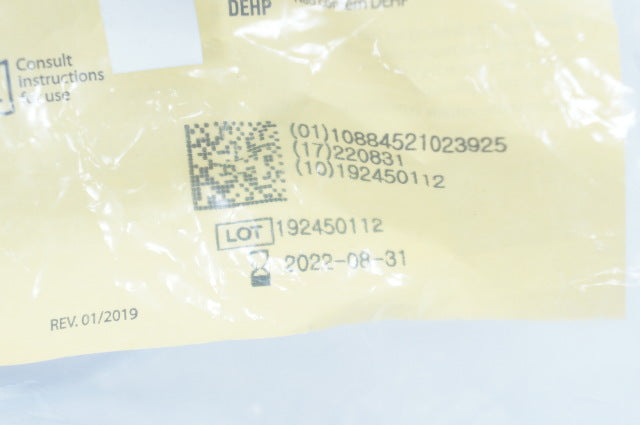 DEHP
Consult
instructions
for use
(01)10884521023925
(17)220831
(10)192450112
LOT 192450112
2022-08-31
REV. 01/2019